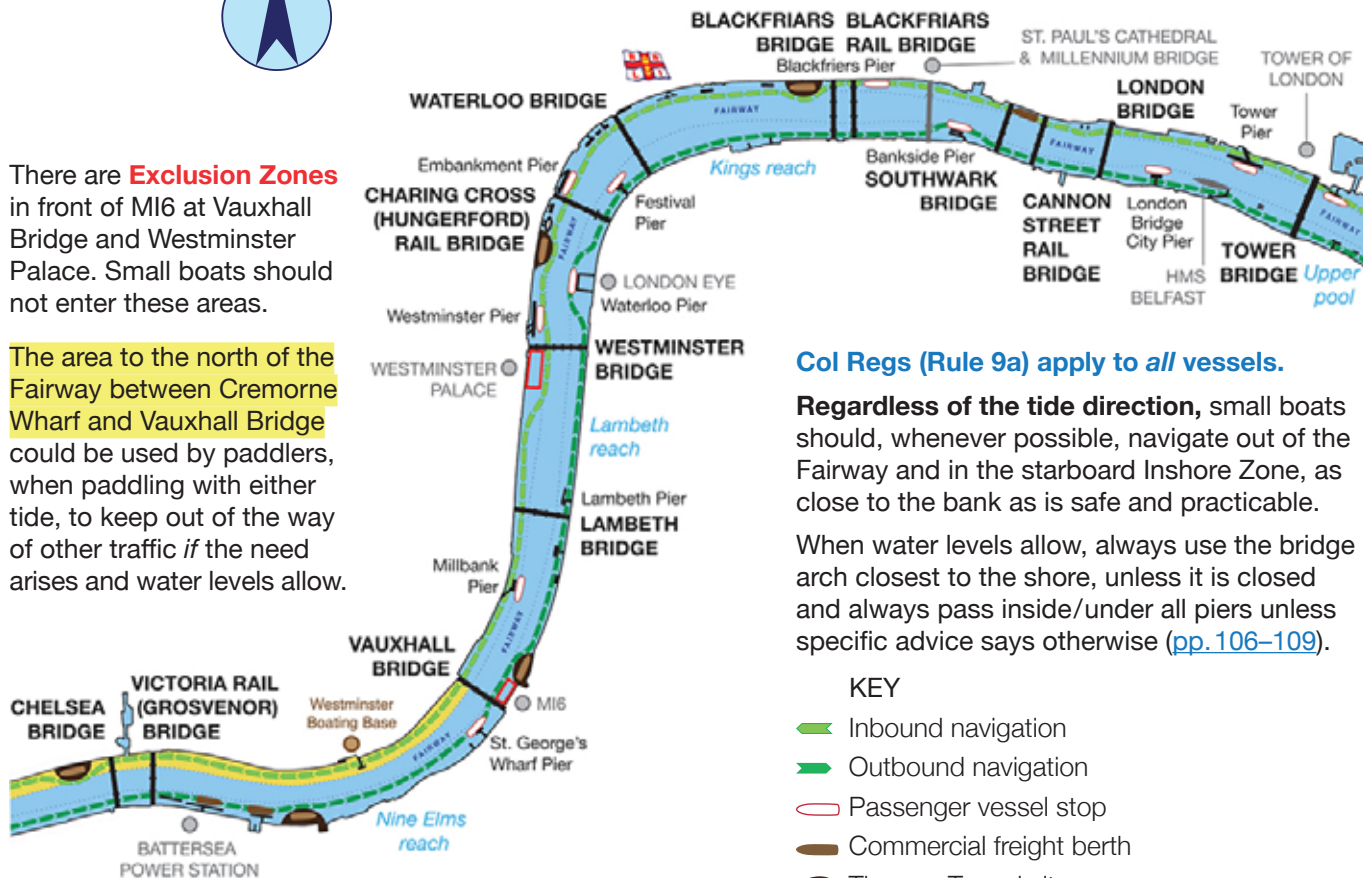 BLACKFRIARS
BRIDGE
BLACKFRIARS
RAIL BRIDGE
Blackfriers Pier
ST. PAUL'S CATHEDRAL
& MILLENNIUM BRIDGE
TOWER OF
LONDON
WATERLOO BRIDGE
LONDON
BRIDGE
Tower
Pier
FAIRWAY
FAIRWAY
FAIRWAY
Embankment Pier
Kings reach
Bankside Pier
SOUTHWARK
BRIDGE
CHARING CROSS
(HUNGERFORD)
RAIL BRIDGE
Festival
Pier
FAIRWAY
CANNON
STREET
RAIL
BRIDGE
London
Bridge
City Pier
HMS
BELFAST
TOWER
BRIDGE
Upper
pool
LONDON EYE
Waterloo Pier
Westminster Pier
WESTMINSTER
BRIDGE
WESTMINSTER
PALACE
Lambeth
reach
Lambeth Pier
LAMBETH
BRIDGE
Millbank
Pier
FAIRWAY
VAUXHALL
BRIDGE
MI6
St. George's
Wharf Pier
FAIRWAY
Westminster
Boating Base
VICTORIA RAIL
(GROSVENOR)
BRIDGE
CHELSEA
BRIDGE
Nine Elms
reach
BATTERSEA
POWER STATION
There are Exclusion Zones
in front of MI6 at Vauxhall
Bridge and Westminster
Palace. Small boats should
not enter these areas.
The area to the north of the
Fairway between Cremorne
Wharf and Vauxhall Bridge
could be used by paddlers,
when paddling with either
tide, to keep out of the way
of other traffic if the need
arises and water levels allow.
Col Regs (Rule 9a) apply to all vessels.
Regardless of the tide direction, small boats
should, whenever possible, navigate out of the
Fairway and in the starboard Inshore Zone, as
close to the bank as is safe and practicable.
When water levels allow, always use the bridge
arch closest to the shore, unless it is closed
and always pass inside/under all piers unless
specific advice says otherwise (pp. 106–109).
KEY
Inbound navigation
Outbound navigation
Passenger vessel stop
Commercial freight berth